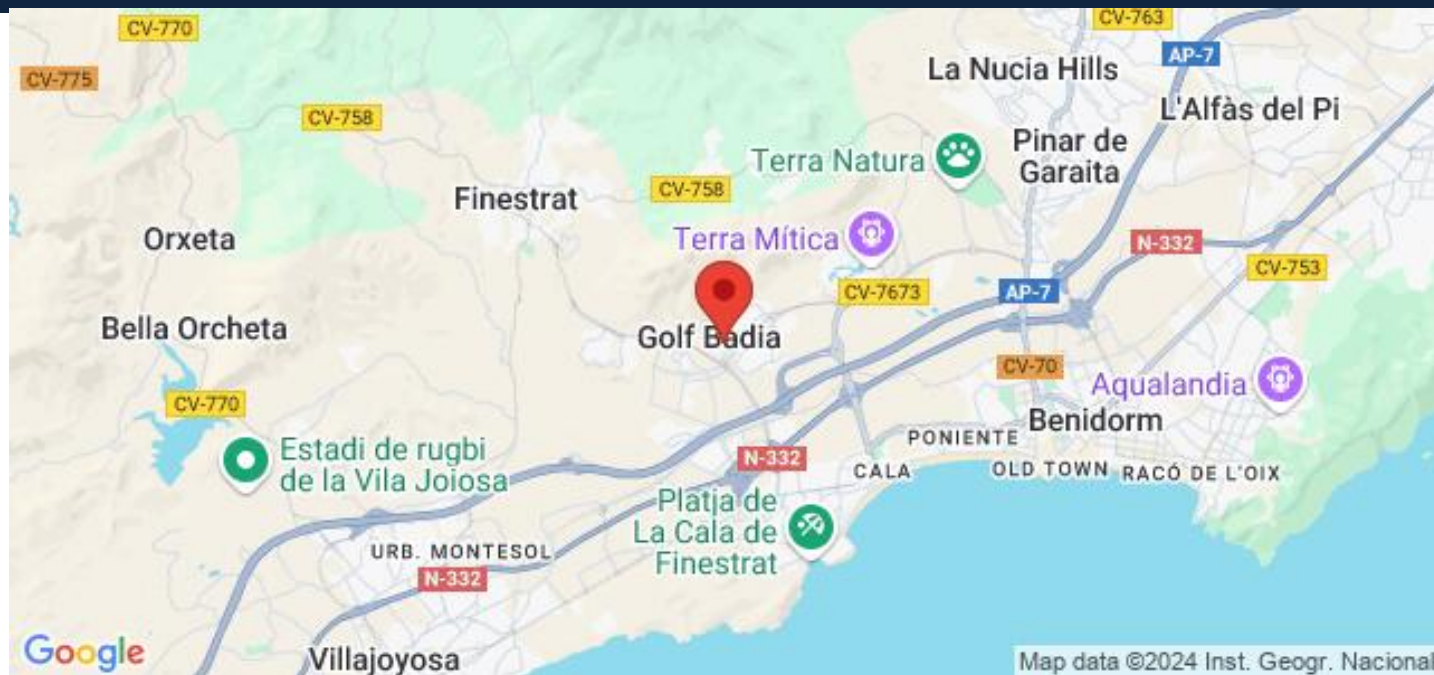 CV-770
CV-763
AP-7
La Nucia Hills
CV-775
L'Alfàs del Pi
CV-758
Pinar de
Garaita
Terra Natura
CV-758
Finestrat
Orxeta
Terra Mítica
N-332
CV-753
CV-7673
AP-7
Bella Orcheta
Golf Badia
CV-70
Aqualandia
CV-770
Benidorm
PONIENTE
Estadi de rugbi
de la Vila Joiosa
N-332
CALA
OLD TOWN
RACÓ DE L'OIX
Platja de
La Cala de
Finestrat
URB. MONTESOL
N-332
Google
Villajoyosa
Map data ©2024 Inst. Geogr. Nacional